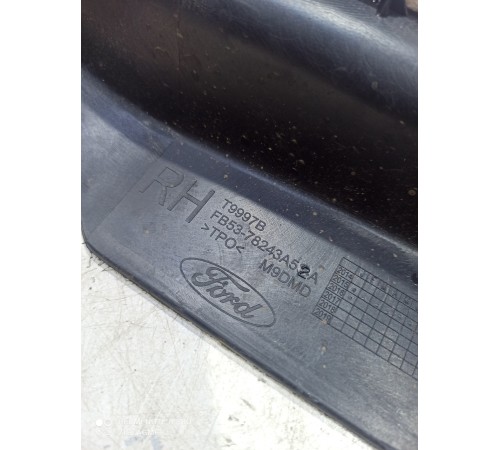 RH
T9997B
FB53-78243A52A
>TPO<
M9DMD
Ford